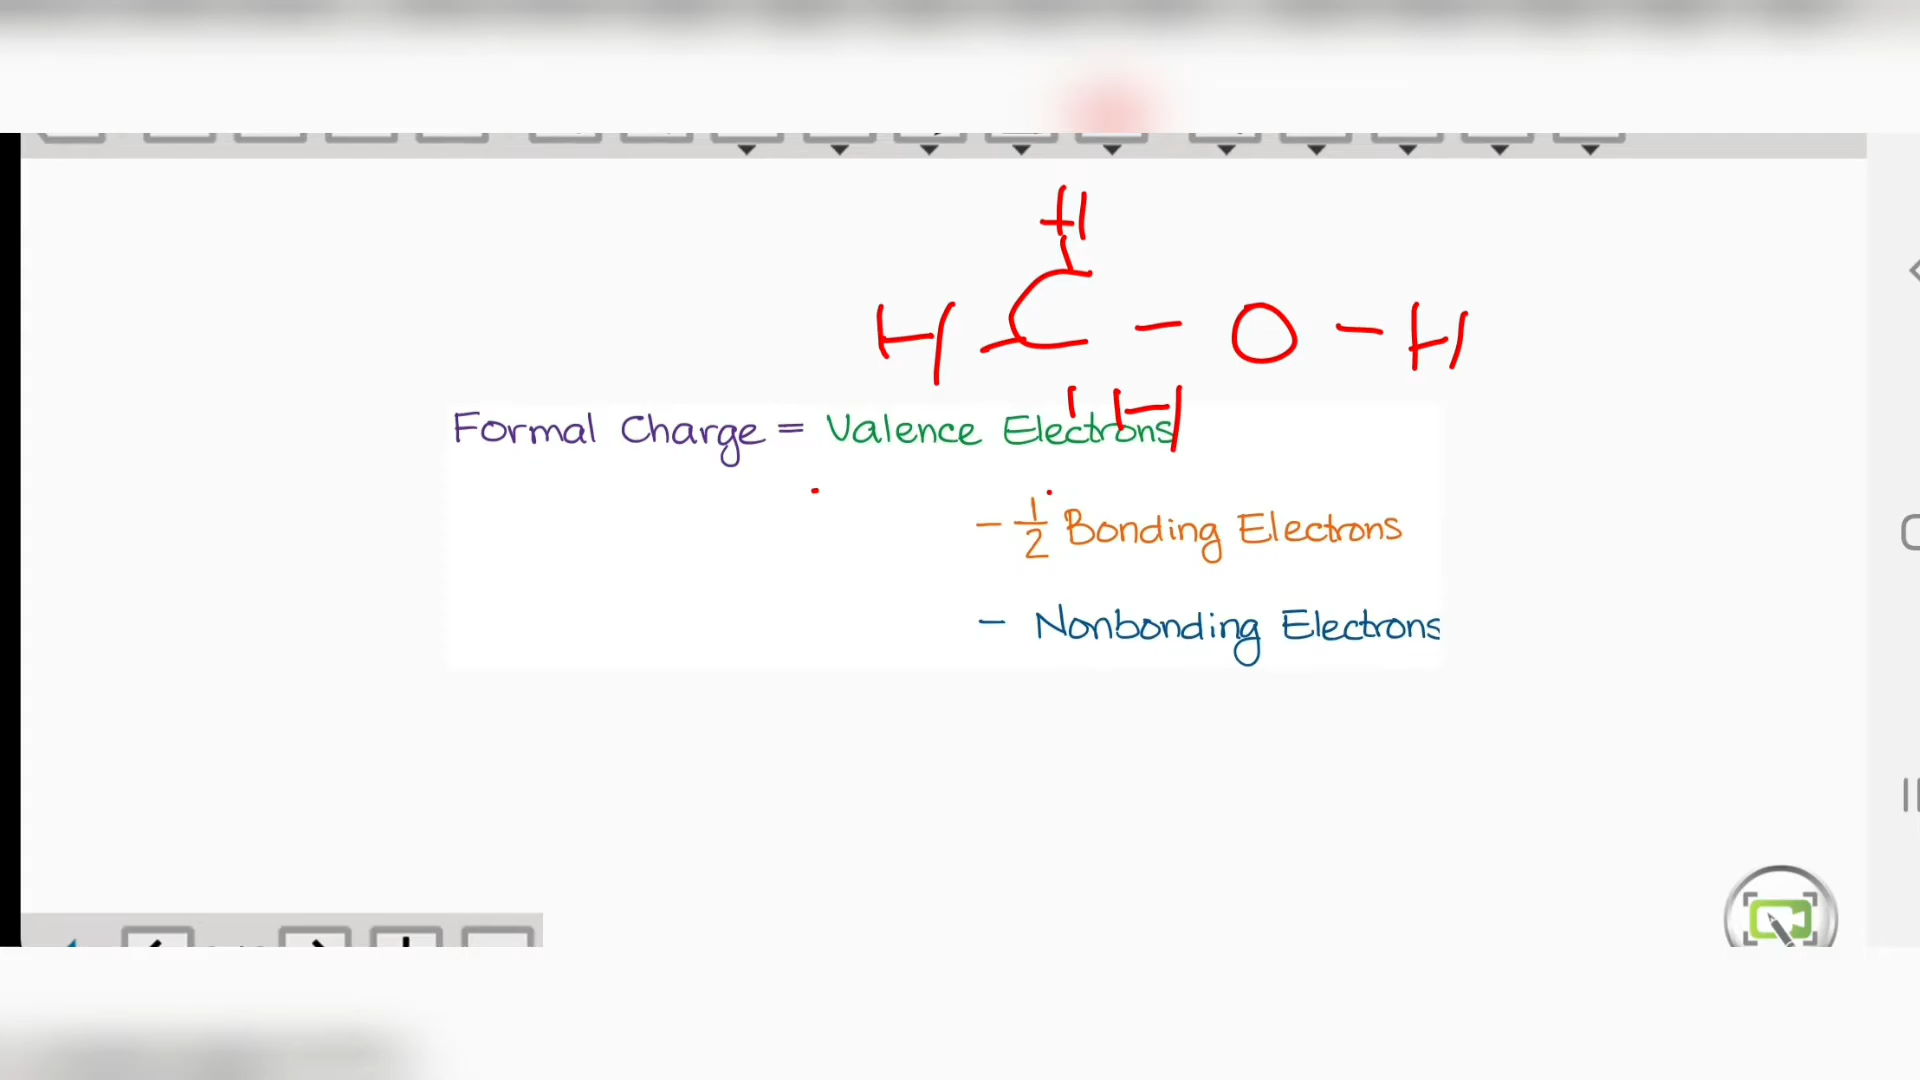 H
H C - O - H
H
Formal Charge = Valence Electrons
- 1/2 Bonding Electrons
- Nonbonding Electrons